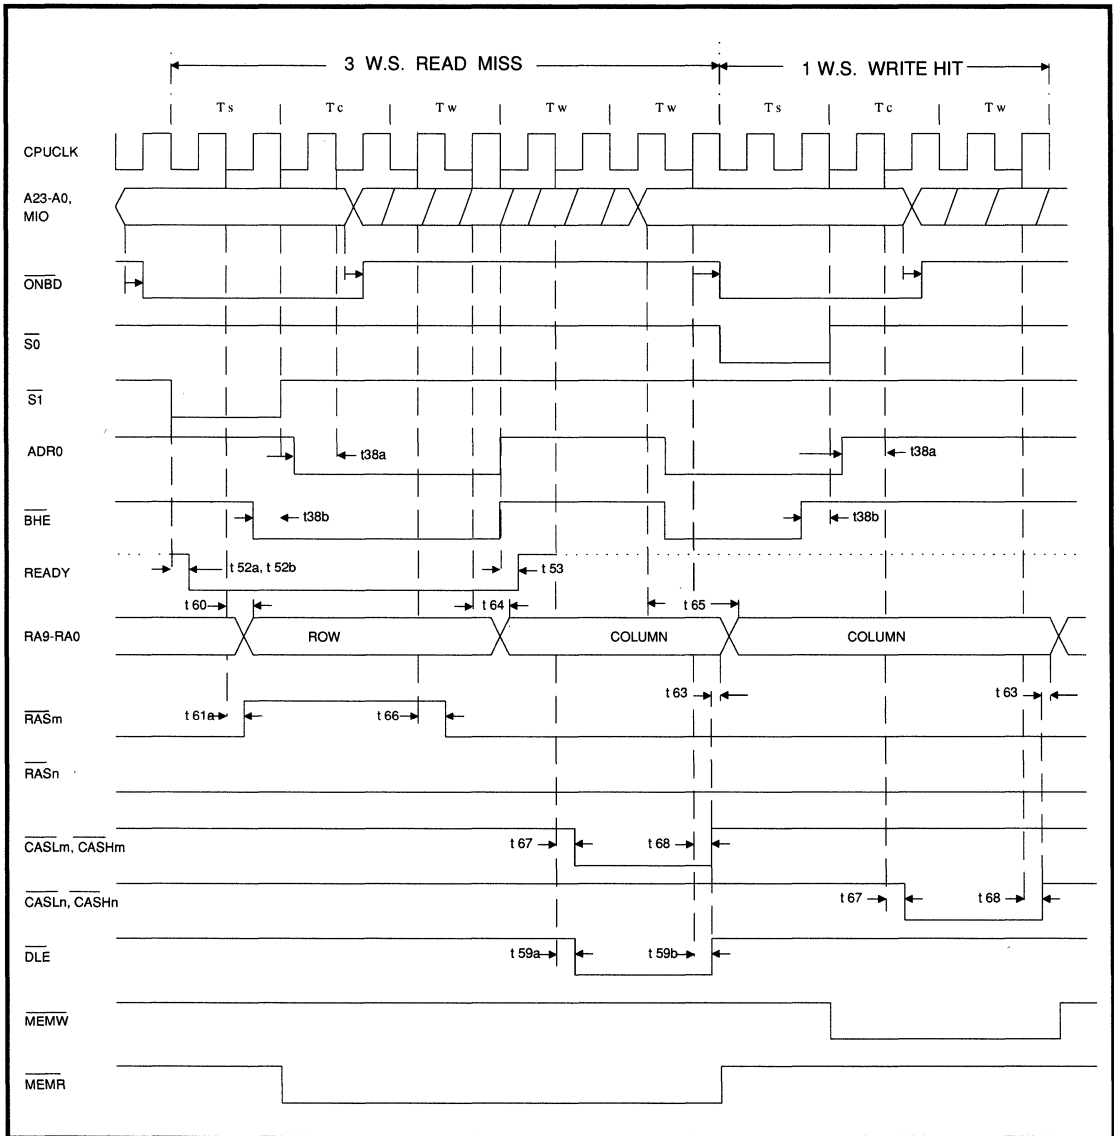 3 W.S. READ MISS
1 W.S. WRITE HIT
Ts Tc Tw Tw Tw Ts Tc Tw
CPUCLK
A23-A0,
MIO
ONBD
S0
S1
ADR0 t38a t38a
BHE t38b t38b
READY t 52a, t 52b t 53
t 60 t 64 t 65
RA9-RA0 ROW COLUMN COLUMN
t 63 t 63
RASm t 61a t 66
RASn
CASLm, CASHm t 67 t 68
CASLn, CASHn t 67 t 68
DLE t 59a t 59b
MEMW
MEMR